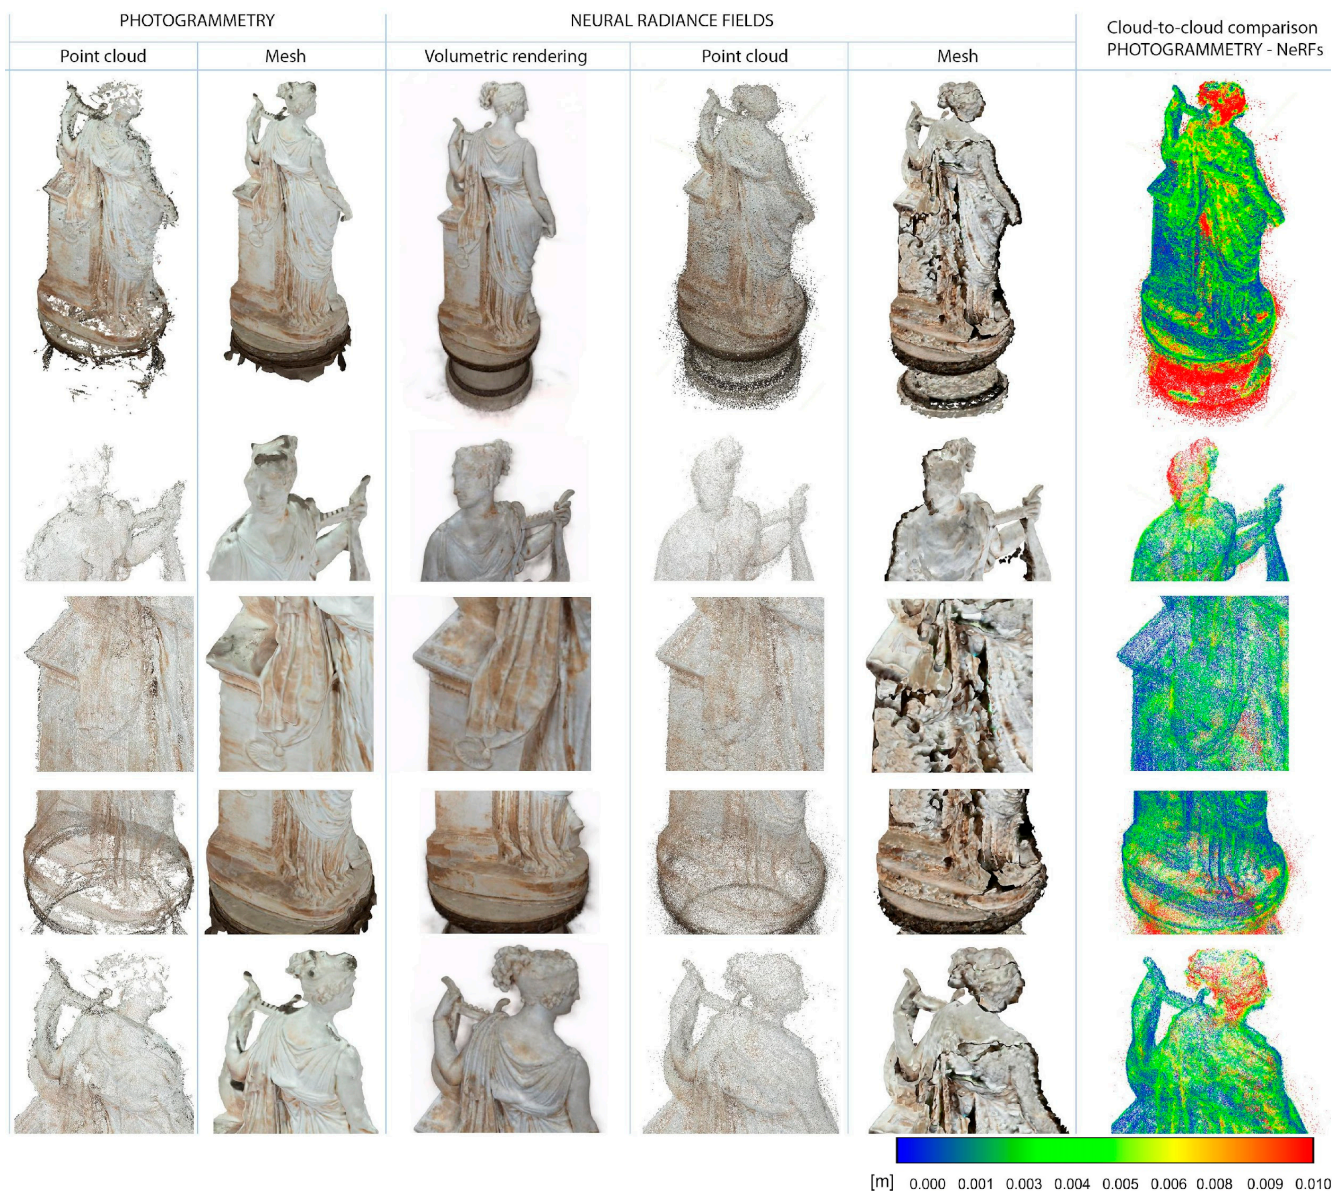 PHOTOGRAMMETRY
NEURAL RADIANCE FIELDS
Cloud-to-cloud comparison
PHOTOGRAMMETRY - NeRFs
Point cloud
Mesh
Volumetric rendering
Point cloud
Mesh
[m] 0.000 0.001 0.003 0.004 0.005 0.006 0.008 0.009 0.010